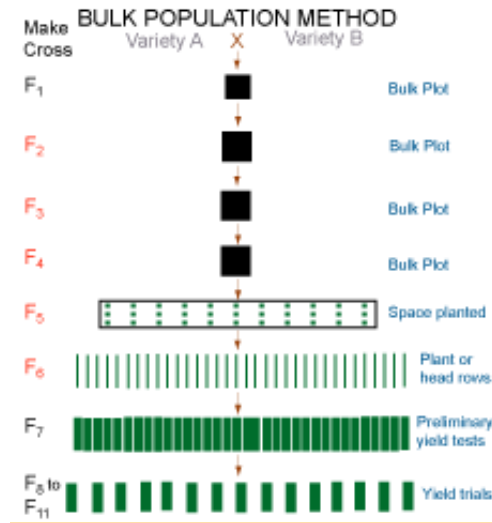 BULK POPULATION METHOD
Make
Cross
Variety A X Variety B
F₁ Bulk Plot
F₂ Bulk Plot
F₃ Bulk Plot
F₄ Bulk Plot
F₅ Space planted
F₆ Plant or
head rows
F₇ Preliminary
yield tests
F₈ to
F₁₁ Yield trials